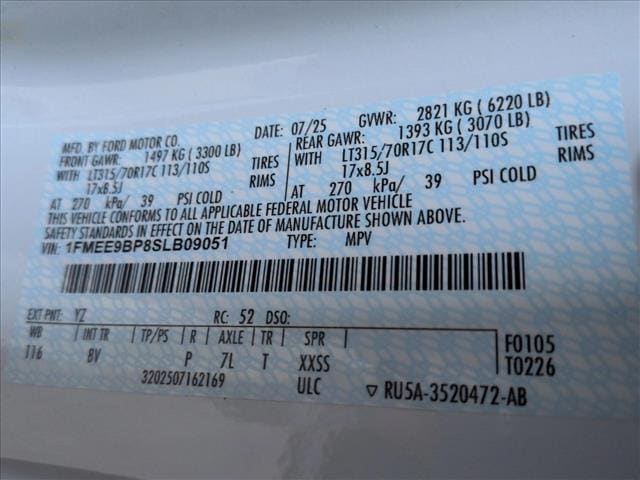 MFD. BY FORD MOTOR CO.
DATE: 07/25 GVWR: 2821 KG ( 6220 LB)
FRONT GAWR: 1497 KG ( 3300 LB)
REAR GAWR: 1393 KG ( 3070 LB)
WITH LT315/70R17C 113/110S TIRES
WITH LT315/70R17C 113/110S TIRES
17x8.5J RIMS
17x8.5J RIMS
AT 270 kPa/ 39 PSI COLD
AT 270 kPa/ 39 PSI COLD
THIS VEHICLE CONFORMS TO ALL APPLICABLE FEDERAL MOTOR VEHICLE
SAFETY STANDARDS IN EFFECT ON THE DATE OF MANUFACTURE SHOWN ABOVE.
VIN: 1FMEE9BP8SLB09051 TYPE: MPV
EXT PNT: YZ RC: 52 DSO:
WB INT TR TP/PS R AXLE TR SPR F0105
116 BV P 7L T XXSS T0226
3202507162169 ULC ▽ RU5A-3520472-AB